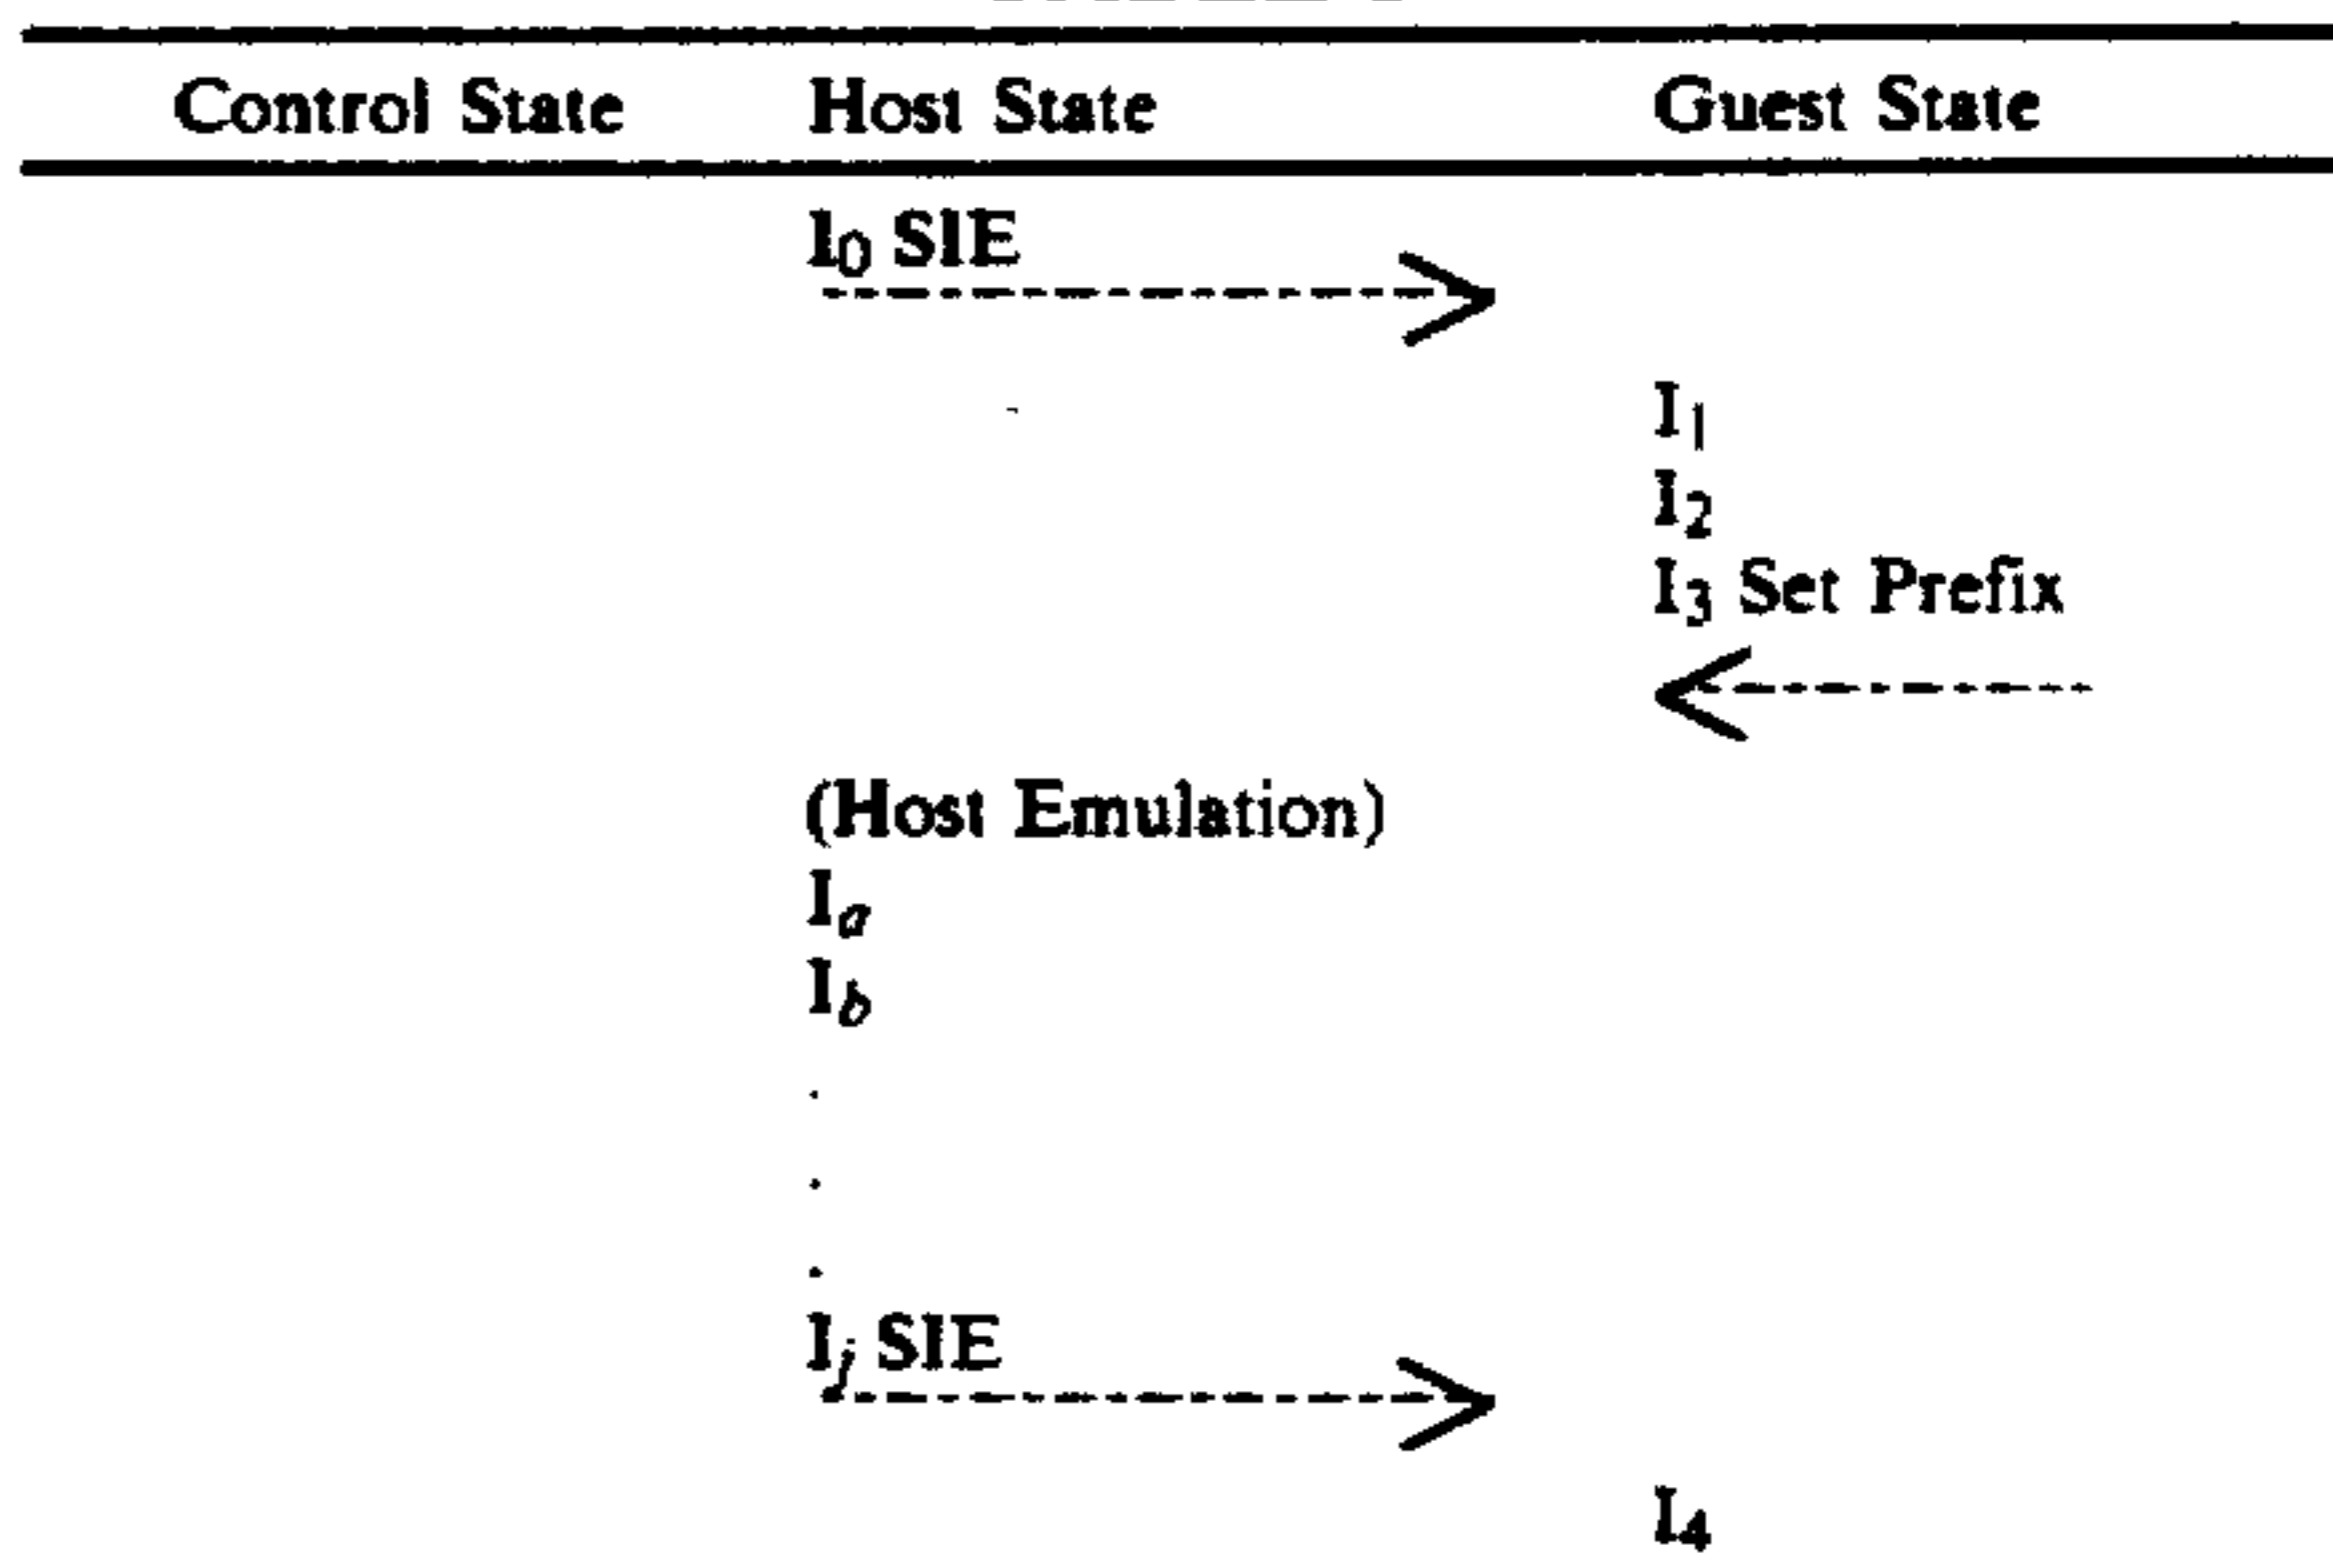 Control State Host State Guest State
I0 SIE
I1
I2
I3 Set Prefix
(Host Emulation)
Ia
Ib
.
.
.
Ij SIE
I4